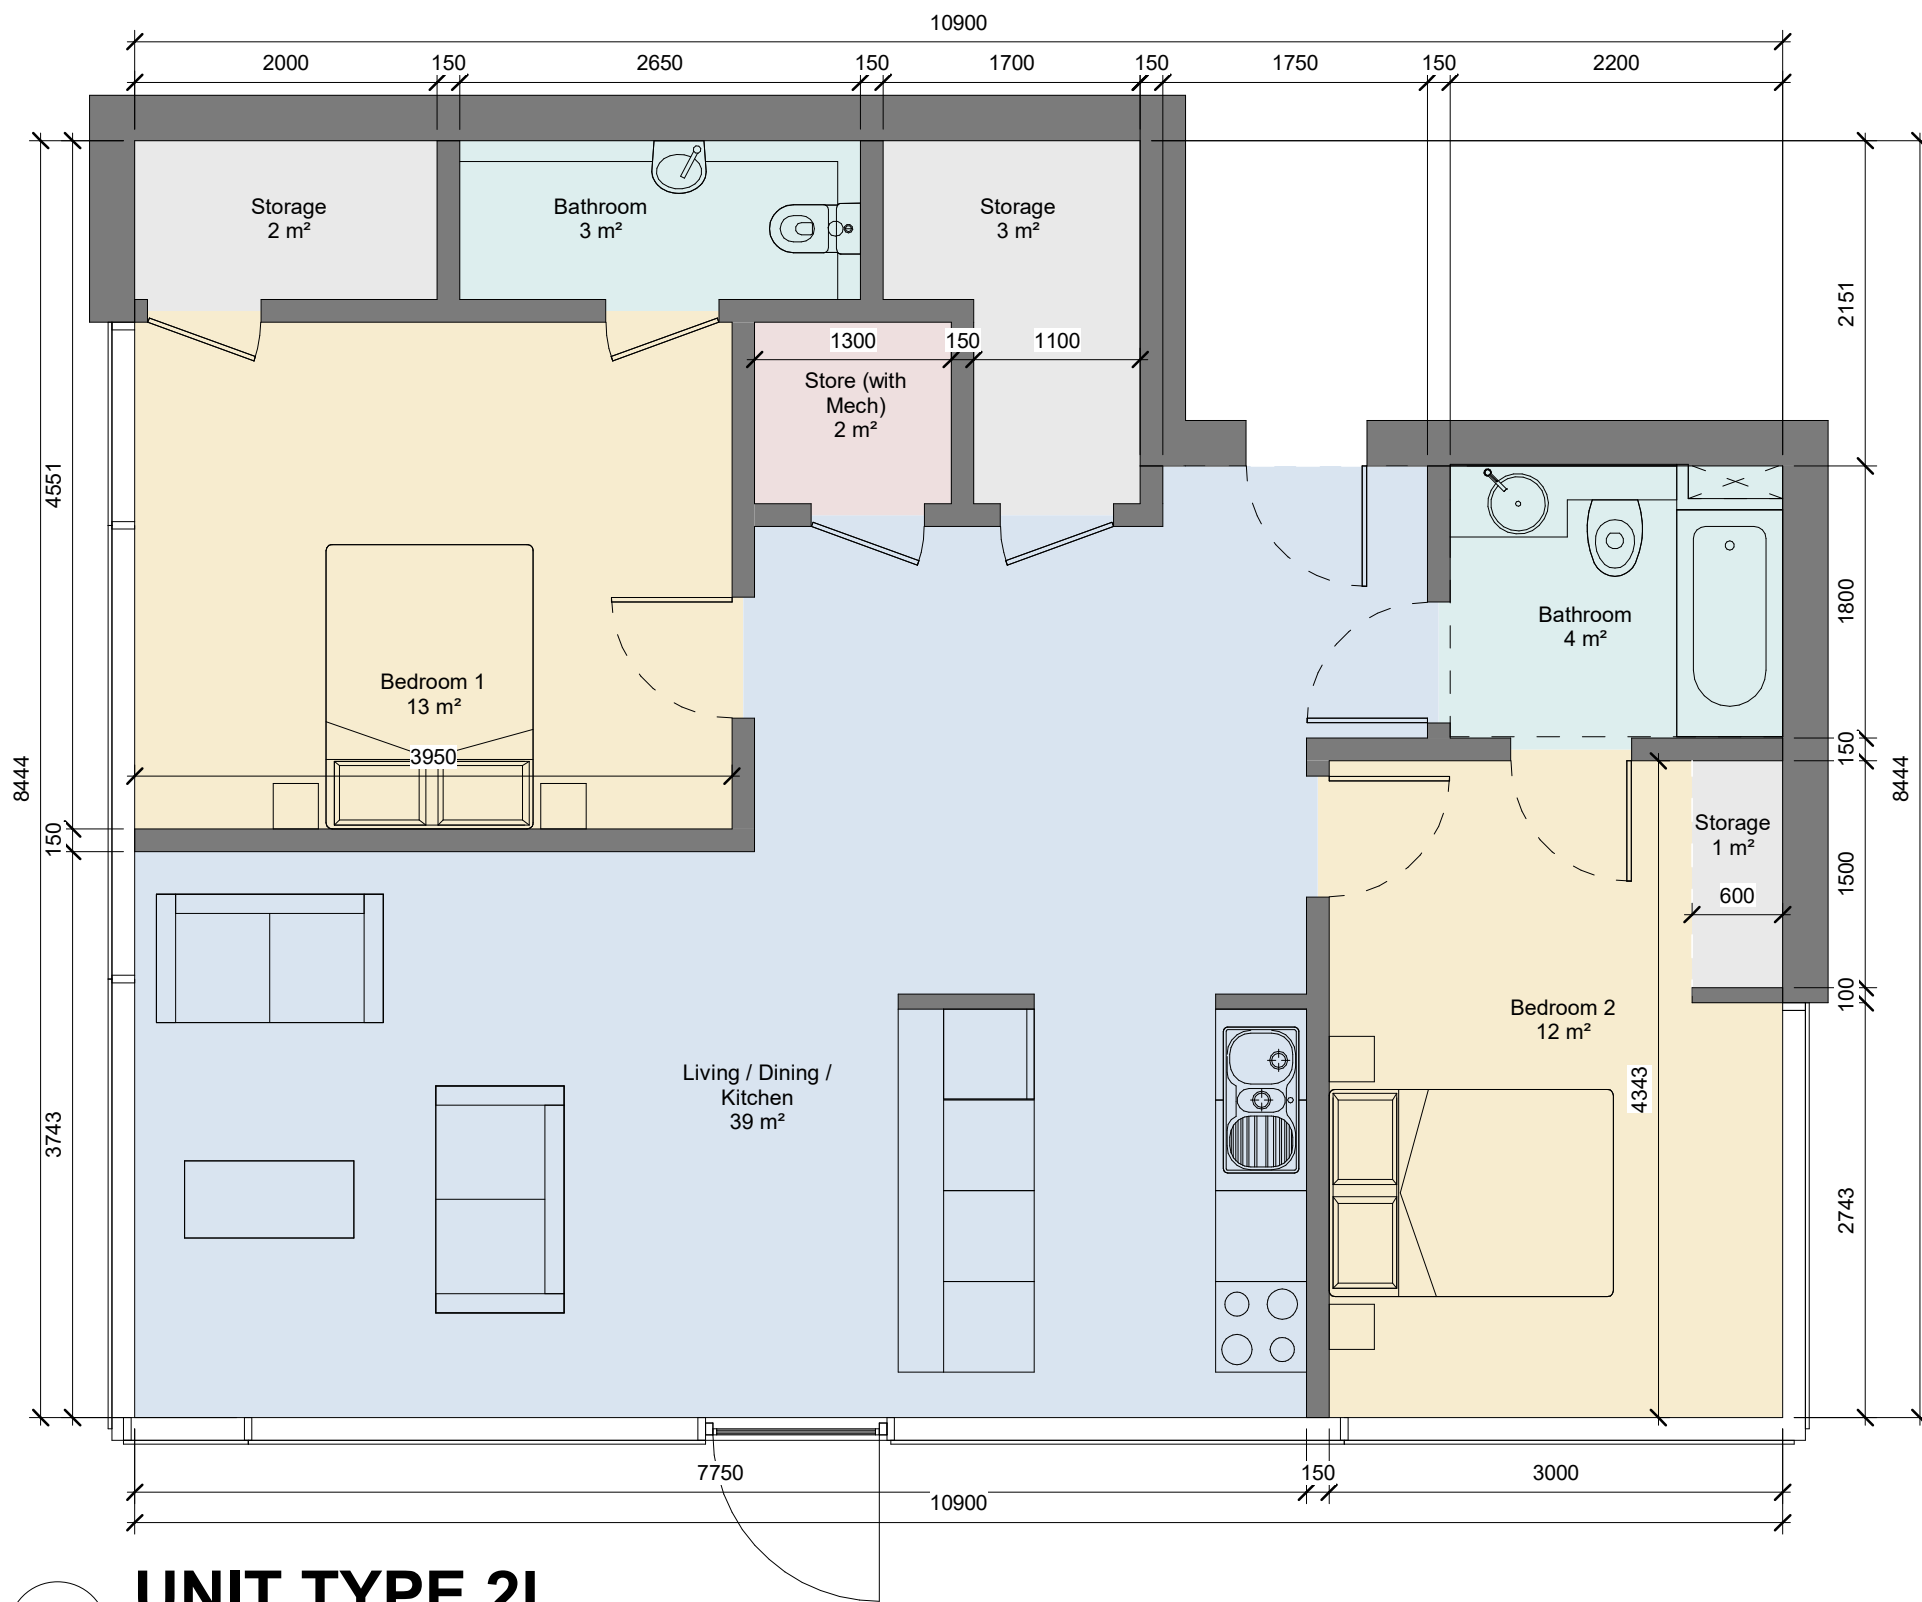 10900
2000 150 2650 150 1700 150 1750 150 2200
Storage
2 m²
Bathroom
3 m²
Storage
3 m²
2151
1300 150 1100
Store (with
Mech)
2 m²
4551
1800
Bathroom
4 m²
Bedroom 1
13 m²
3950
8444
150
150
8444
Storage
1 m²
1500
600
100
Bedroom 2
12 m²
Living / Dining /
Kitchen
39 m²
4343
3743
2743
7750 150 3000
10900
UNIT TYPE 2I